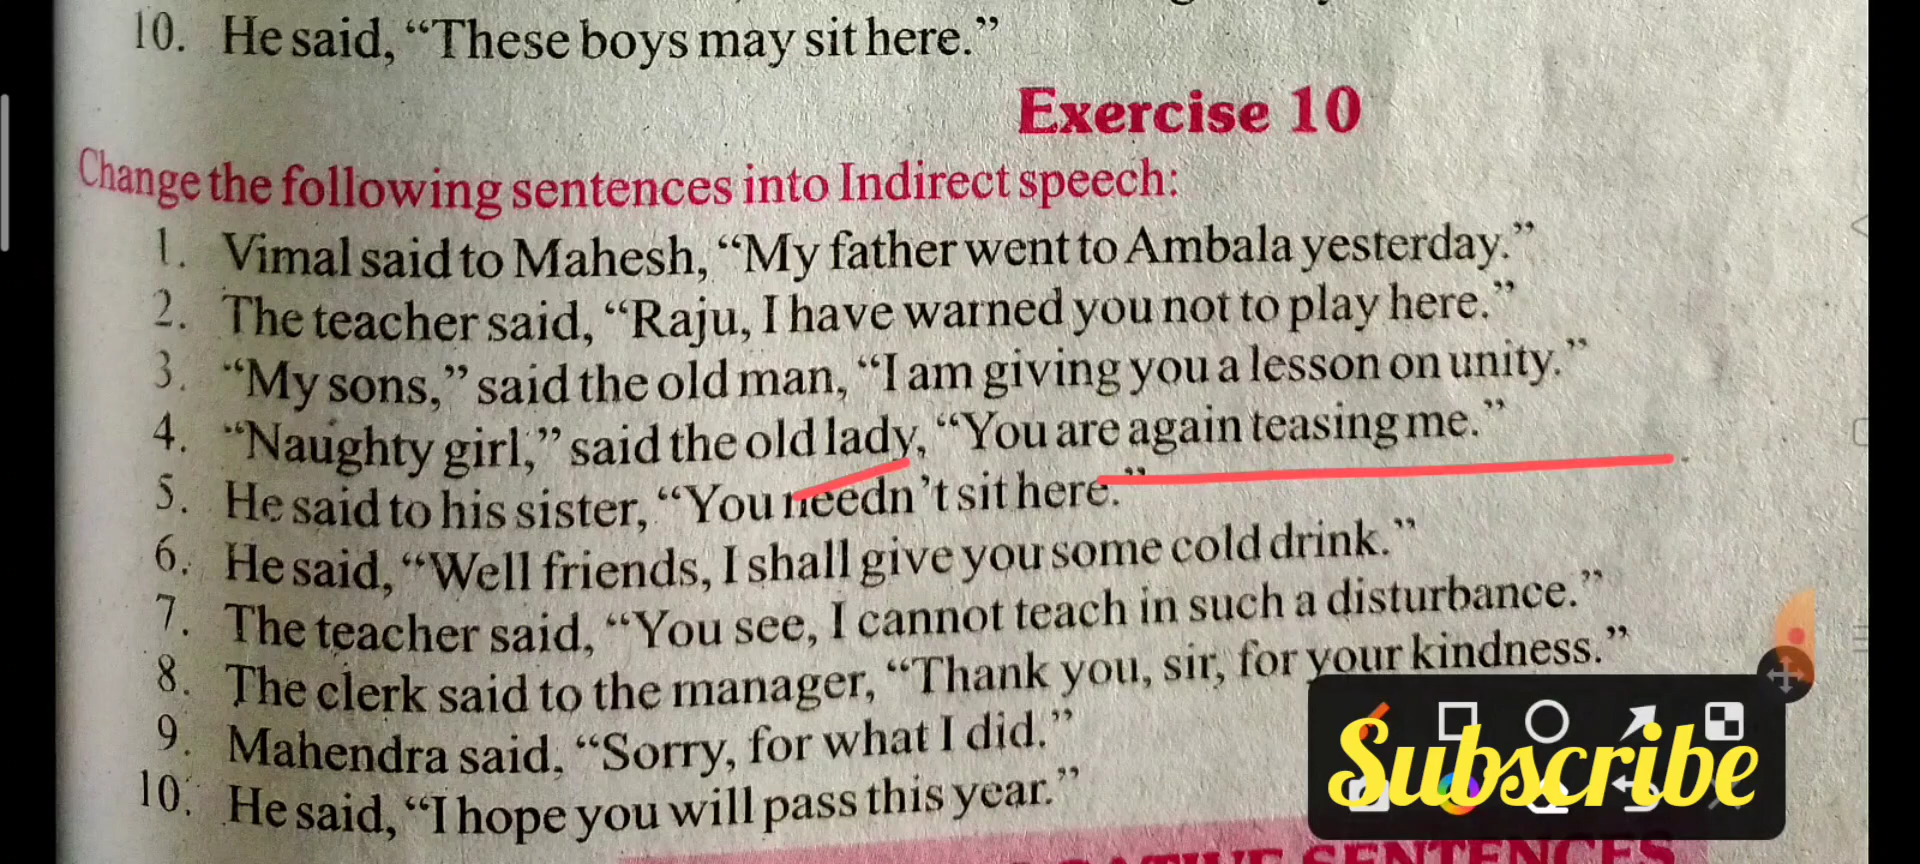 10. He said, “These boys may sit here.”
Exercise 10
Change the following sentences into Indirect speech:
1. Vimal said to Mahesh, “My father went to Ambala yesterday.”
2. The teacher said, “Raju, I have warned you not to play here.”
3. “My sons,” said the old man, “I am giving you a lesson on unity.”
4. “Naughty girl,” said the old lady, “You are again teasing me.”
5. He said to his sister, “You needn’t sit here.”
6. He said, “Well friends, I shall give you some cold drink.”
7. The teacher said, “You see, I cannot teach in such a disturbance.”
8. The clerk said to the manager, “Thank you, sir, for your kindness.”
9. Mahendra said, “Sorry, for what I did.”
10. He said, “I hope you will pass this year.”
Subscribe
SENTENCES